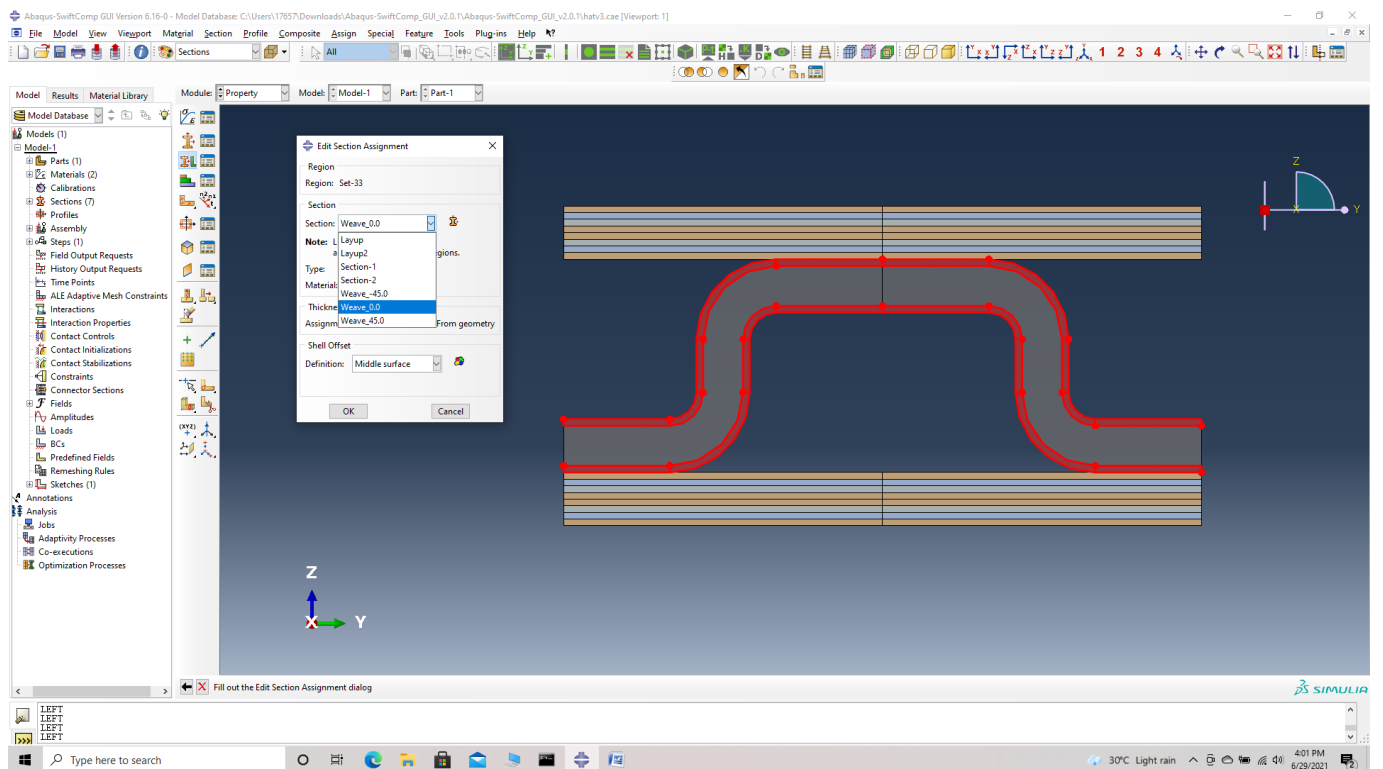 Abaqus-SwiftComp GUI Version 6.16-0 - Model Database: C:\Users\17657\Downloads\Abaqus-SwiftComp_GUI_v2.0.1\Abaqus-SwiftComp_GUI_v2.0.1\hatv3.cae [Viewport: 1]
File Model View Viewport Material Section Profile Composite Assign Special Feature Tools Plug-ins Help
Sections All 1 2 3 4
Model Results Material Library Module: Property Model: Model-1 Part: Part-1
Model Database
Models (1)
Model-1
Parts (1)
Materials (2)
Calibrations
Sections (7)
Profiles
Assembly
Steps (1)
Field Output Requests
History Output Requests
Time Points
ALE Adaptive Mesh Constraints
Interactions
Interaction Properties
Contact Controls
Contact Initializations
Contact Stabilizations
Constraints
Connector Sections
Fields
Amplitudes
Loads
BCs
Predefined Fields
Remeshing Rules
Sketches (1)
Annotations
Analysis
Jobs
Adaptivity Processes
Co-executions
Optimization Processes
(XYZ)
Edit Section Assignment
Region
Region: Set-33
Section
Section: Weave_0.0
Note: L
a
gions.
Type:
Material:
Layup
Layup2
Section-1
Section-2
Weave_-45.0
Weave_0.0
Weave_45.0
Thickne
Assignm
From geometry
Shell Offset
Definition: Middle surface
OK Cancel
Z
Y
X
Z
X Y
Fill out the Edit Section Assignment dialog
SIMULIA
LEFT
LEFT
LEFT
LEFT
Type here to search
30°C Light rain
4:01 PM
6/29/2021
2